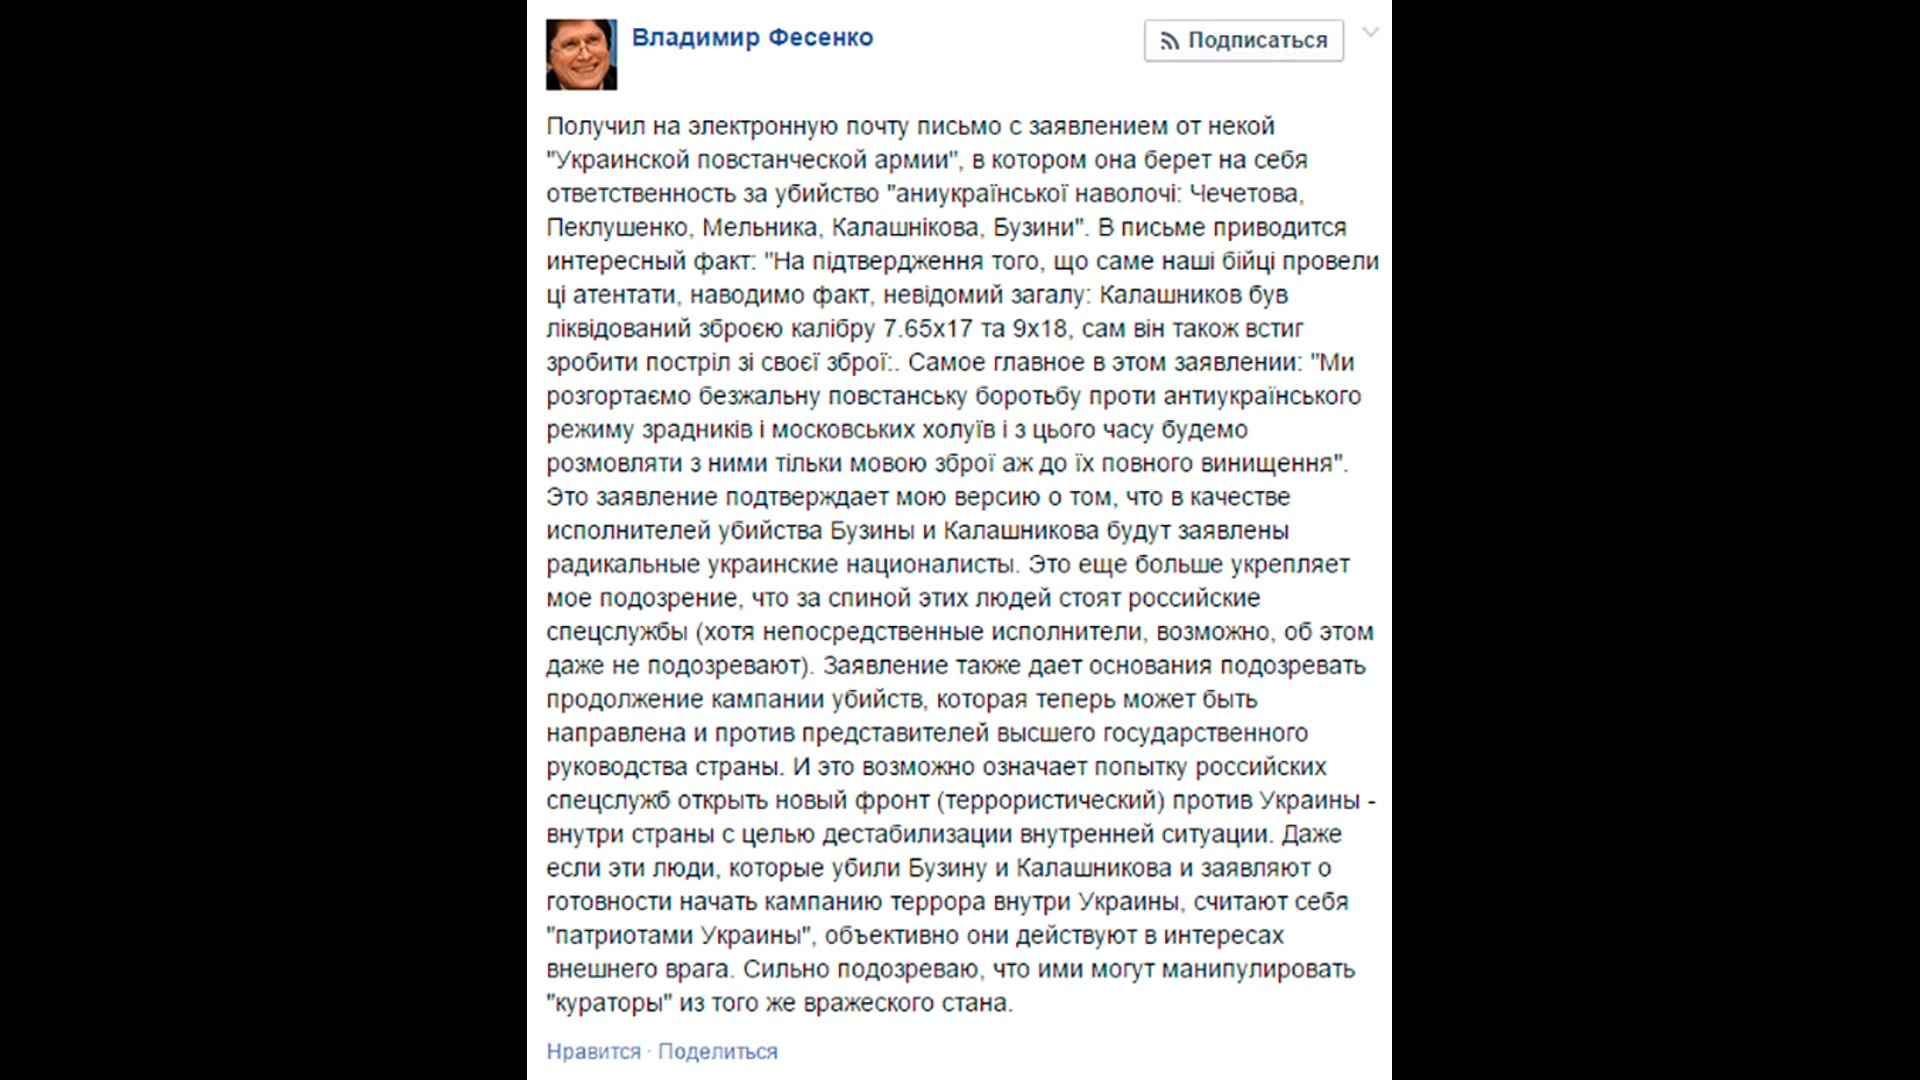 Владимир Фесенко
Подписаться
Получил на электронную почту письмо с заявлением от некой
"Украинской повстанческой армии", в котором она берет на себя
ответственность за убийство "аниукраїнської наволочі: Чечетова,
Пеклушенко, Мельника, Калашнікова, Бузини". В письме приводится
интересный факт: "На підтвердження того, що саме наші бійці провели
ці атентати, наводимо факт, невідомий загалу: Калашников був
ліквідований зброєю калібру 7.65х17 та 9х18, сам він також встиг
зробити постріл зі своєї зброї:. Самое главное в этом заявлении: "Ми
розгортаємо безжальну повстанську боротьбу проти антиукраїнського
режиму зрадників і московських холуїв і з цього часу будемо
розмовляти з ними тільки мовою зброї аж до їх повного винищення".
Это заявление подтверждает мою версию о том, что в качестве
исполнителей убийства Бузины и Калашникова будут заявлены
радикальные украинские националисты. Это еще больше укрепляет
мое подозрение, что за спиной этих людей стоят российские
спецслужбы (хотя непосредственные исполнители, возможно, об этом
даже не подозревают). Заявление также дает основания подозревать
продолжение кампании убийств, которая теперь может быть
направлена и против представителей высшего государственного
руководства страны. И это возможно означает попытку российских
спецслужб открыть новый фронт (террористический) против Украины -
внутри страны с целью дестабилизации внутренней ситуации. Даже
если эти люди, которые убили Бузину и Калашникова и заявляют о
готовности начать кампанию террора внутри Украины, считают себя
"патриотами Украины", объективно они действуют в интересах
внешнего врага. Сильно подозреваю, что ими могут манипулировать
"кураторы" из того же вражеского стана.
Нравится · Поделиться